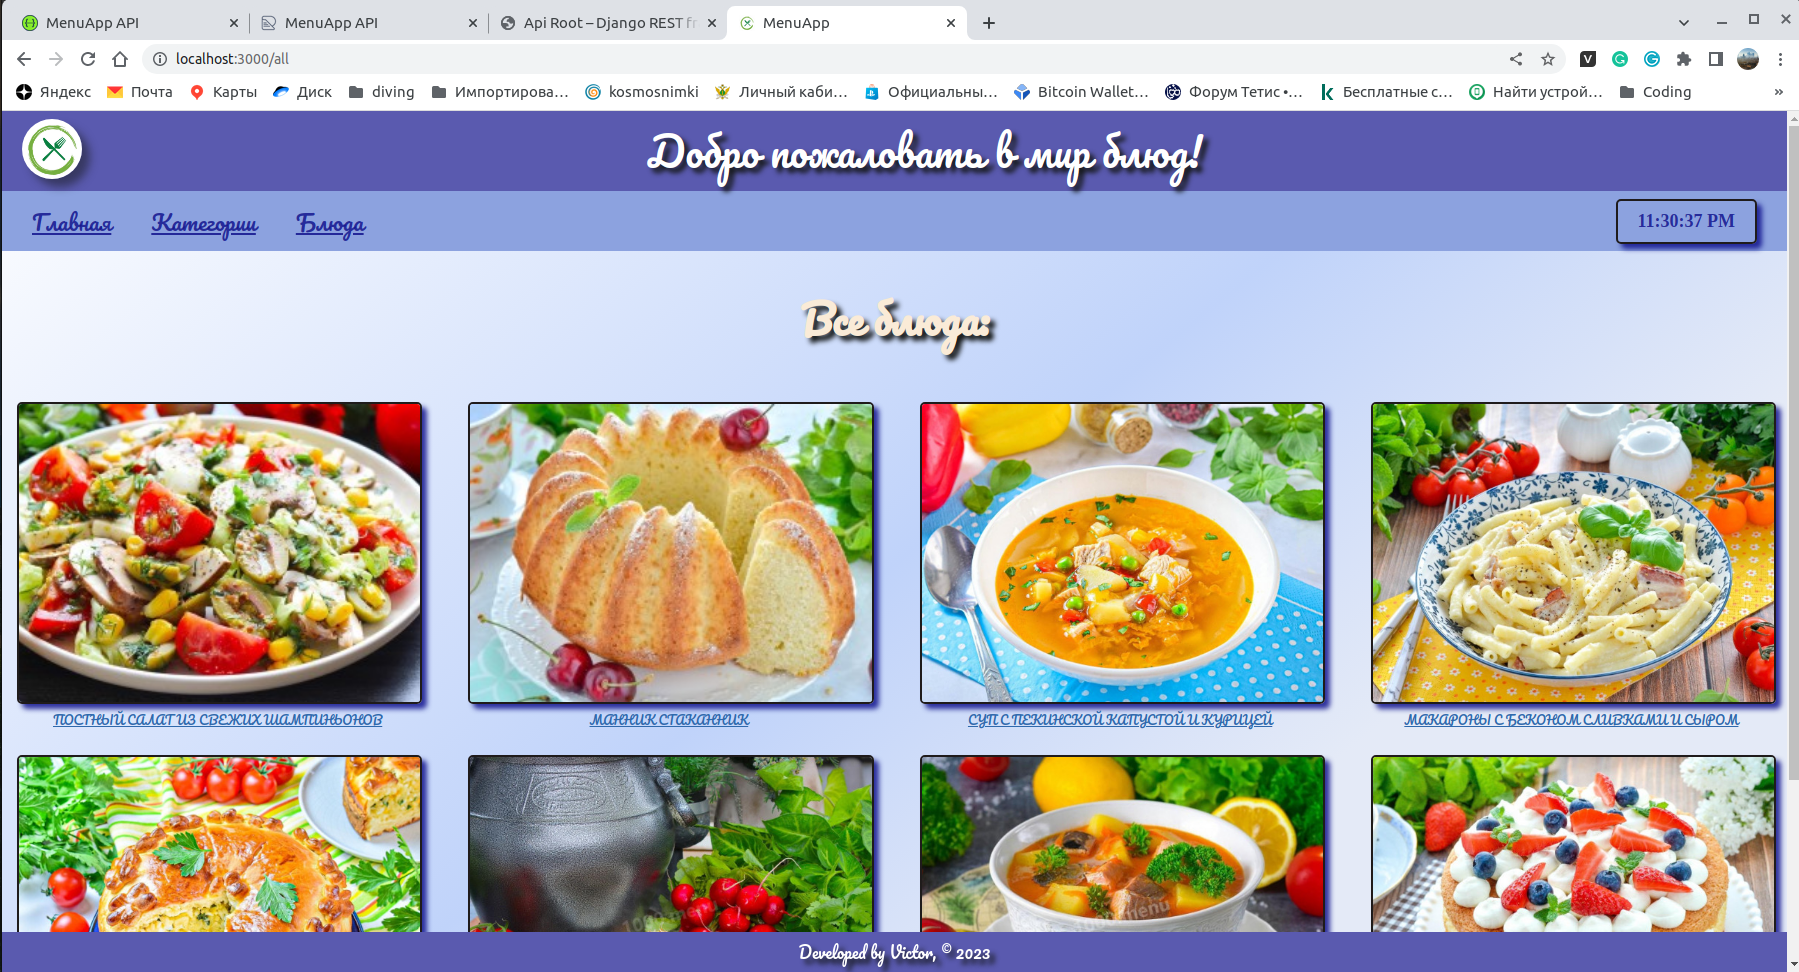 MenuApp API
MenuApp API
Api Root – Django REST fr
MenuApp
localhost:3000/all
Яндекс
Почта
Карты
Диск
diving
Импортирова…
kosmosnimki
Личный каби…
Официальны…
Bitcoin Wallet…
Форум Тетис •…
Бесплатные с…
Найти устрой…
Coding
»
Добро пожаловать в мир блюд!
Главная
Категории
Блюда
11:30:37 PM
Все блюда:
ПОСТНЫЙ САЛАТ ИЗ СВЕЖИХ ШАМПИНЬОНОВ
МАННИК СТАКАННИК
СУП С ПЕКИНСКОЙ КАПУСТОЙ И КУРИЦЕЙ
МАКАРОНЫ С БЕКОНОМ СЛИВКАМИ И СЫРОМ
Developed by Victor, © 2023